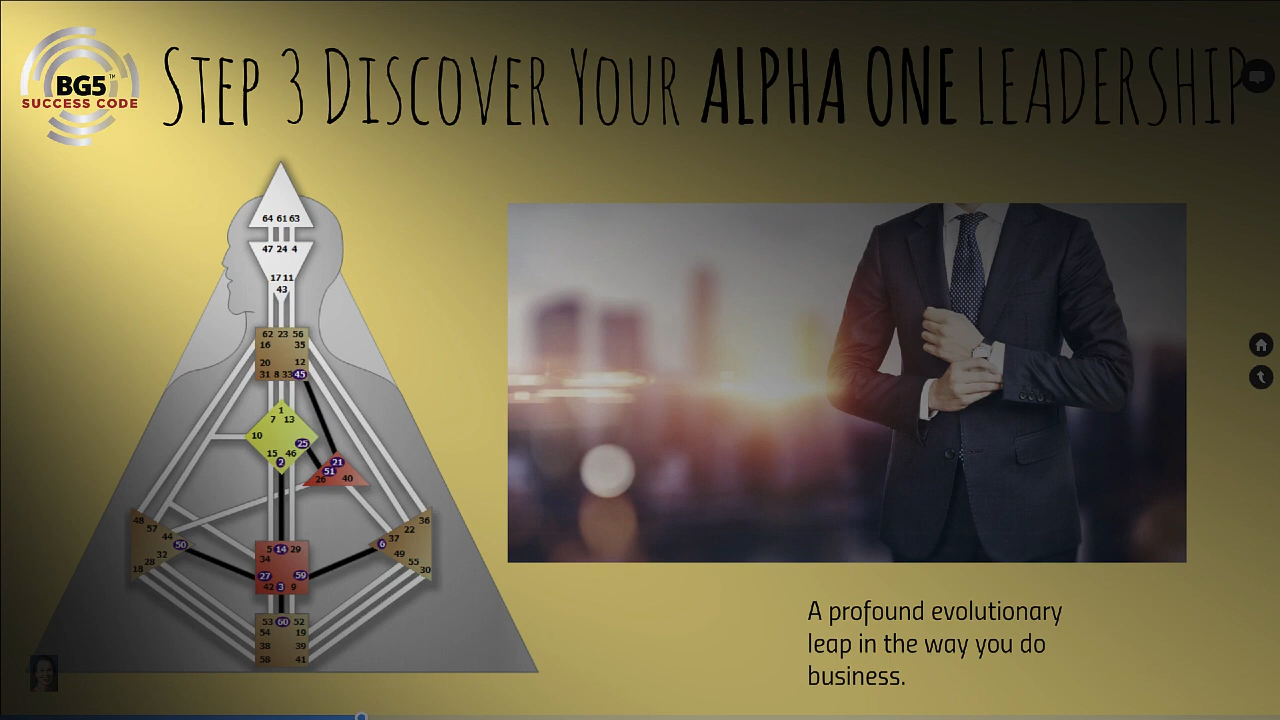 BG5™
SUCCESS CODE
STEP 3 DISCOVER YOUR ALPHA ONE LEADERSHIP
64 61 63
47 24 4
17 11
43
62 23 56
16 35
20 12
31 8 33 45
1
7 13
10 25
15 46
2
21
51
26 40
48
57
44
50
32
28
18
36
22
37
6
49
55
30
5 14 29
34
27 59
42 3 9
53 60 52
54 19
38 39
58 41
A profound evolutionary
leap in the way you do
business.